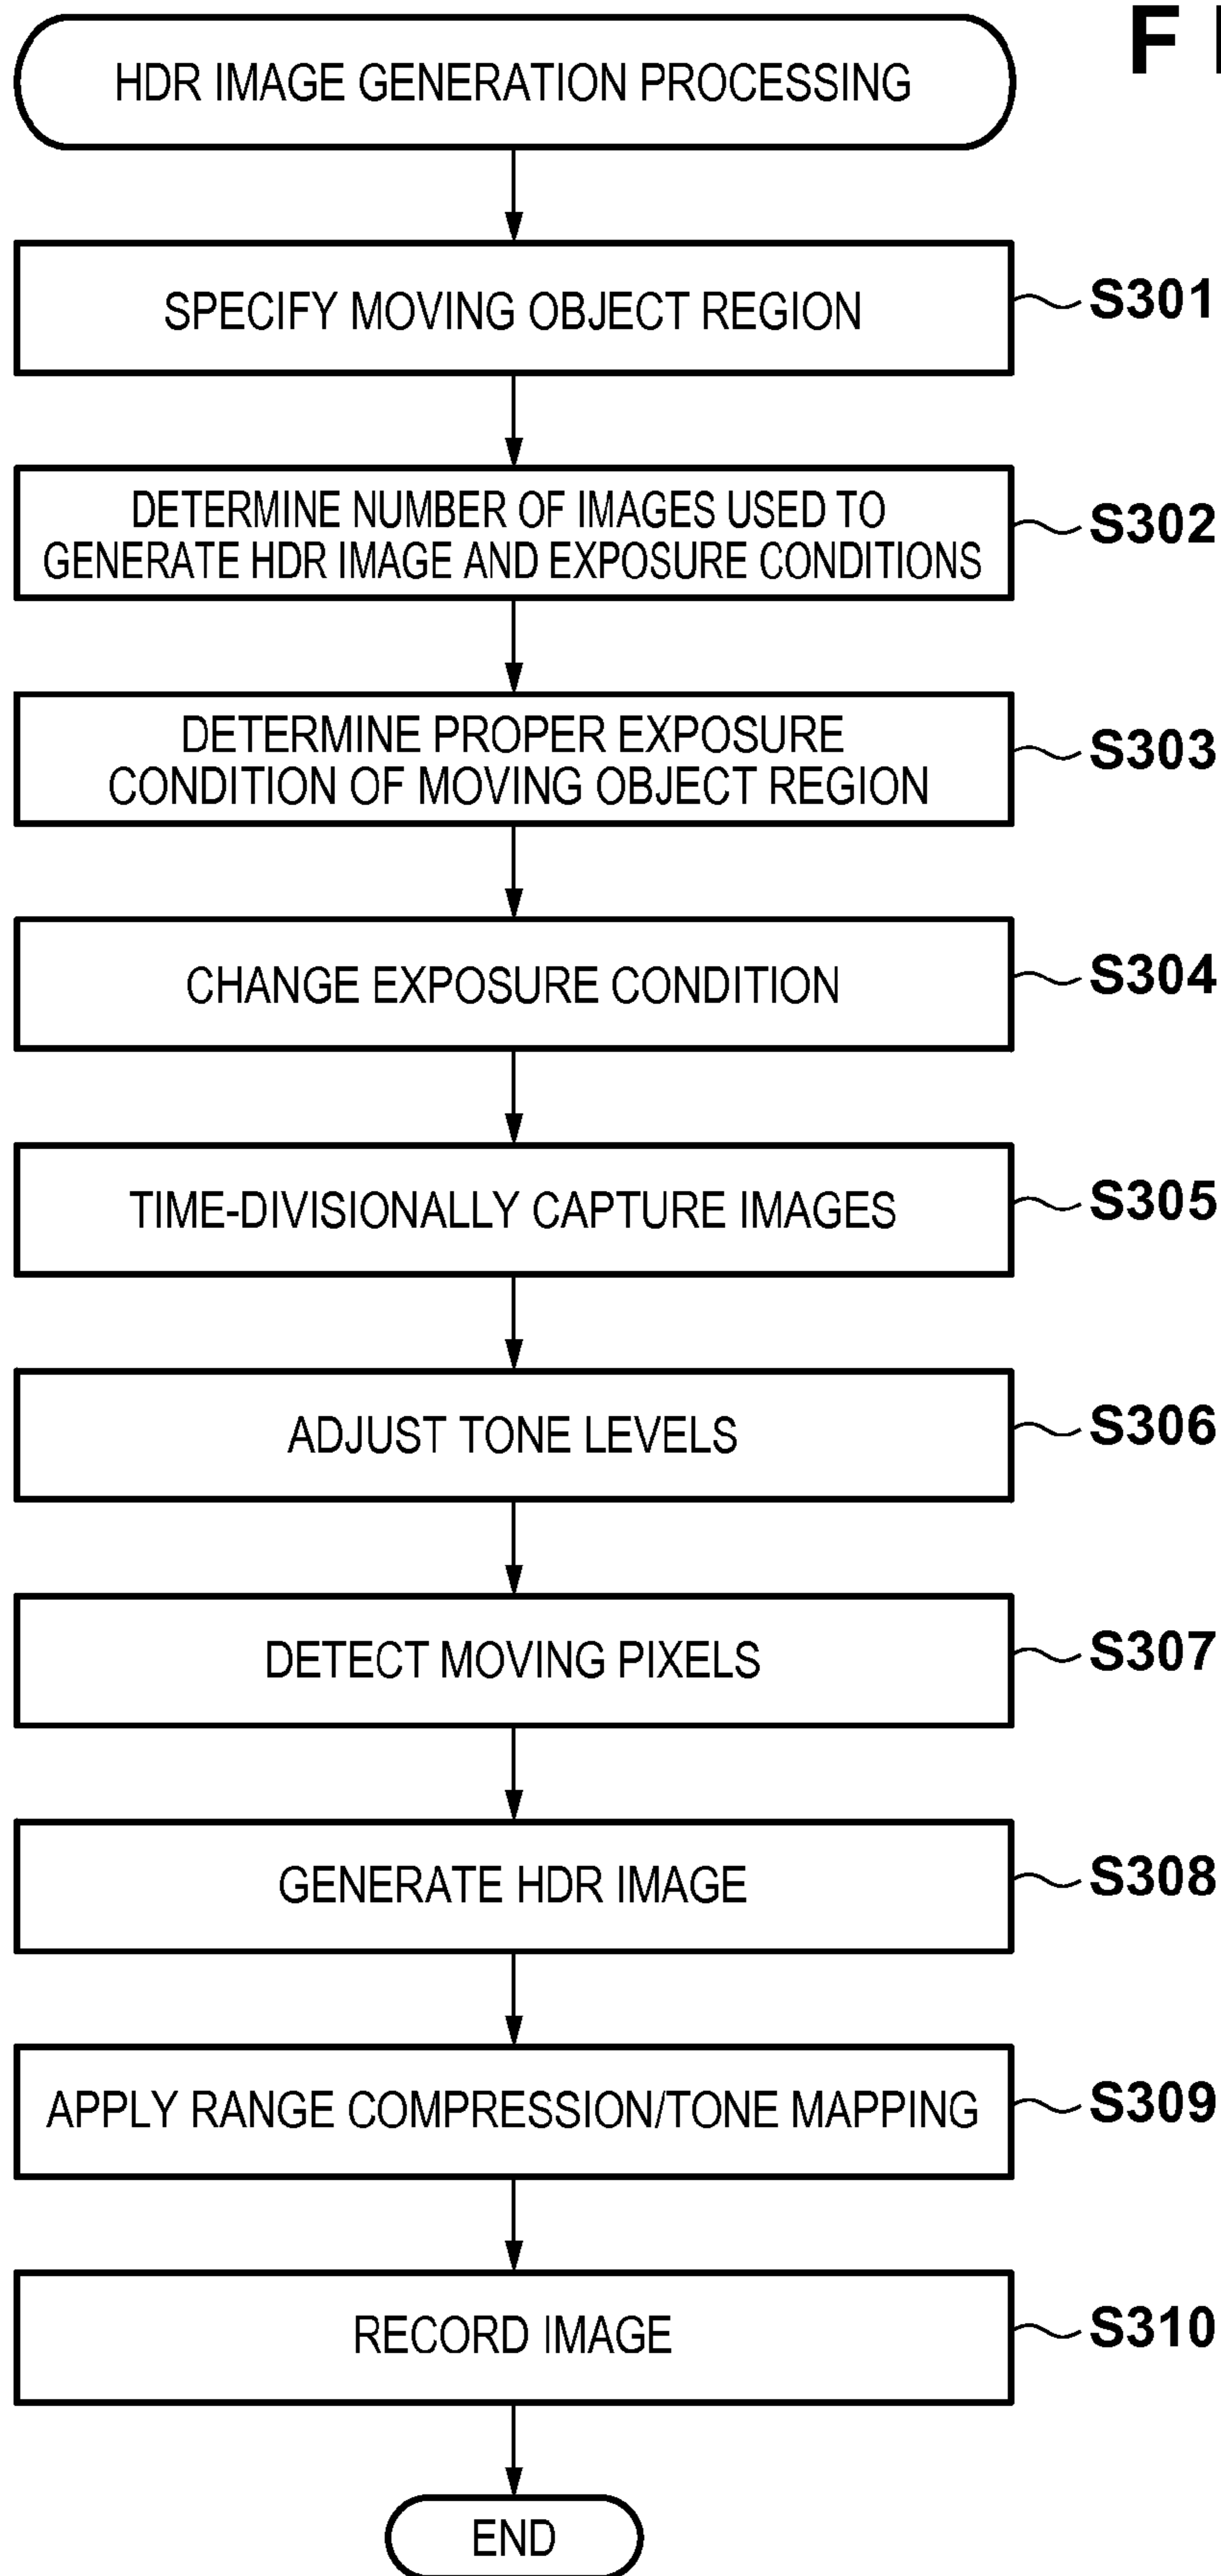 F
HDR IMAGE GENERATION PROCESSING
SPECIFY MOVING OBJECT REGION
S301
DETERMINE NUMBER OF IMAGES USED TO
GENERATE HDR IMAGE AND EXPOSURE CONDITIONS
S302
DETERMINE PROPER EXPOSURE
CONDITION OF MOVING OBJECT REGION
S303
CHANGE EXPOSURE CONDITION
S304
TIME-DIVISIONALLY CAPTURE IMAGES
S305
ADJUST TONE LEVELS
S306
DETECT MOVING PIXELS
S307
GENERATE HDR IMAGE
S308
APPLY RANGE COMPRESSION/TONE MAPPING
S309
RECORD IMAGE
S310
END